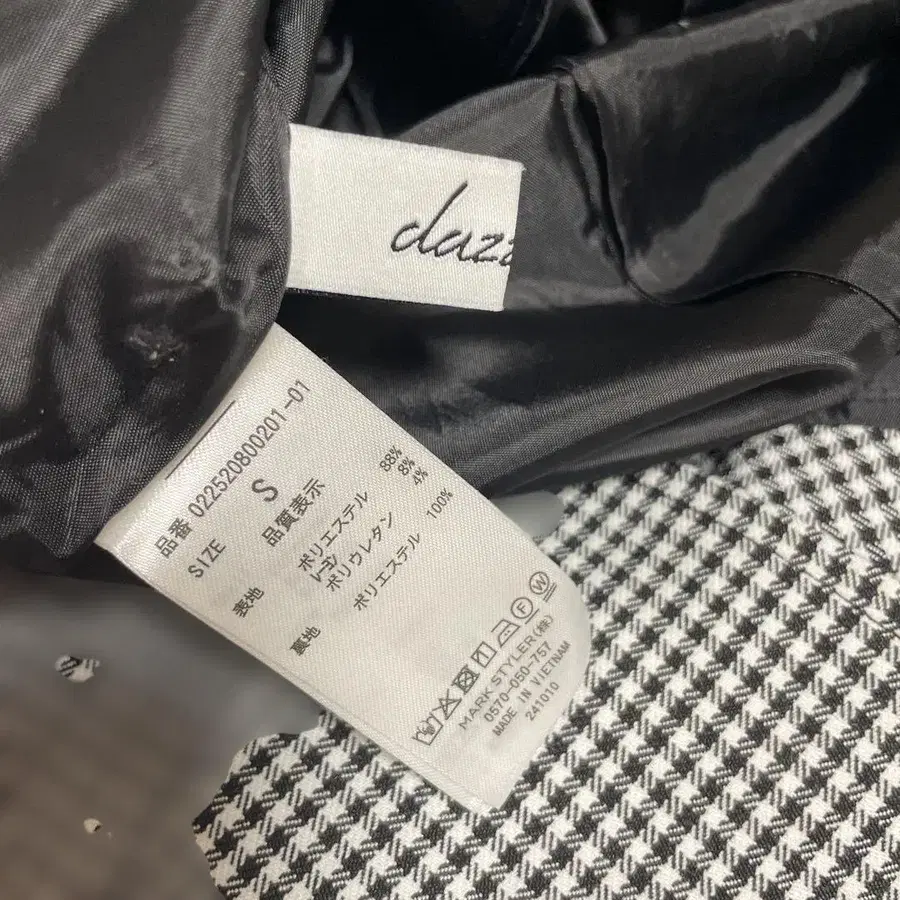 dazz
品番 022520800201-01
SIZE S
品質表示
表地 ポリエステル 88%
レーヨン 8%
ポリウレタン 4%
裏地 ポリエステル 100%
MARK STYLER(株)
0570-050-757
MADE IN VIETNAM
241010